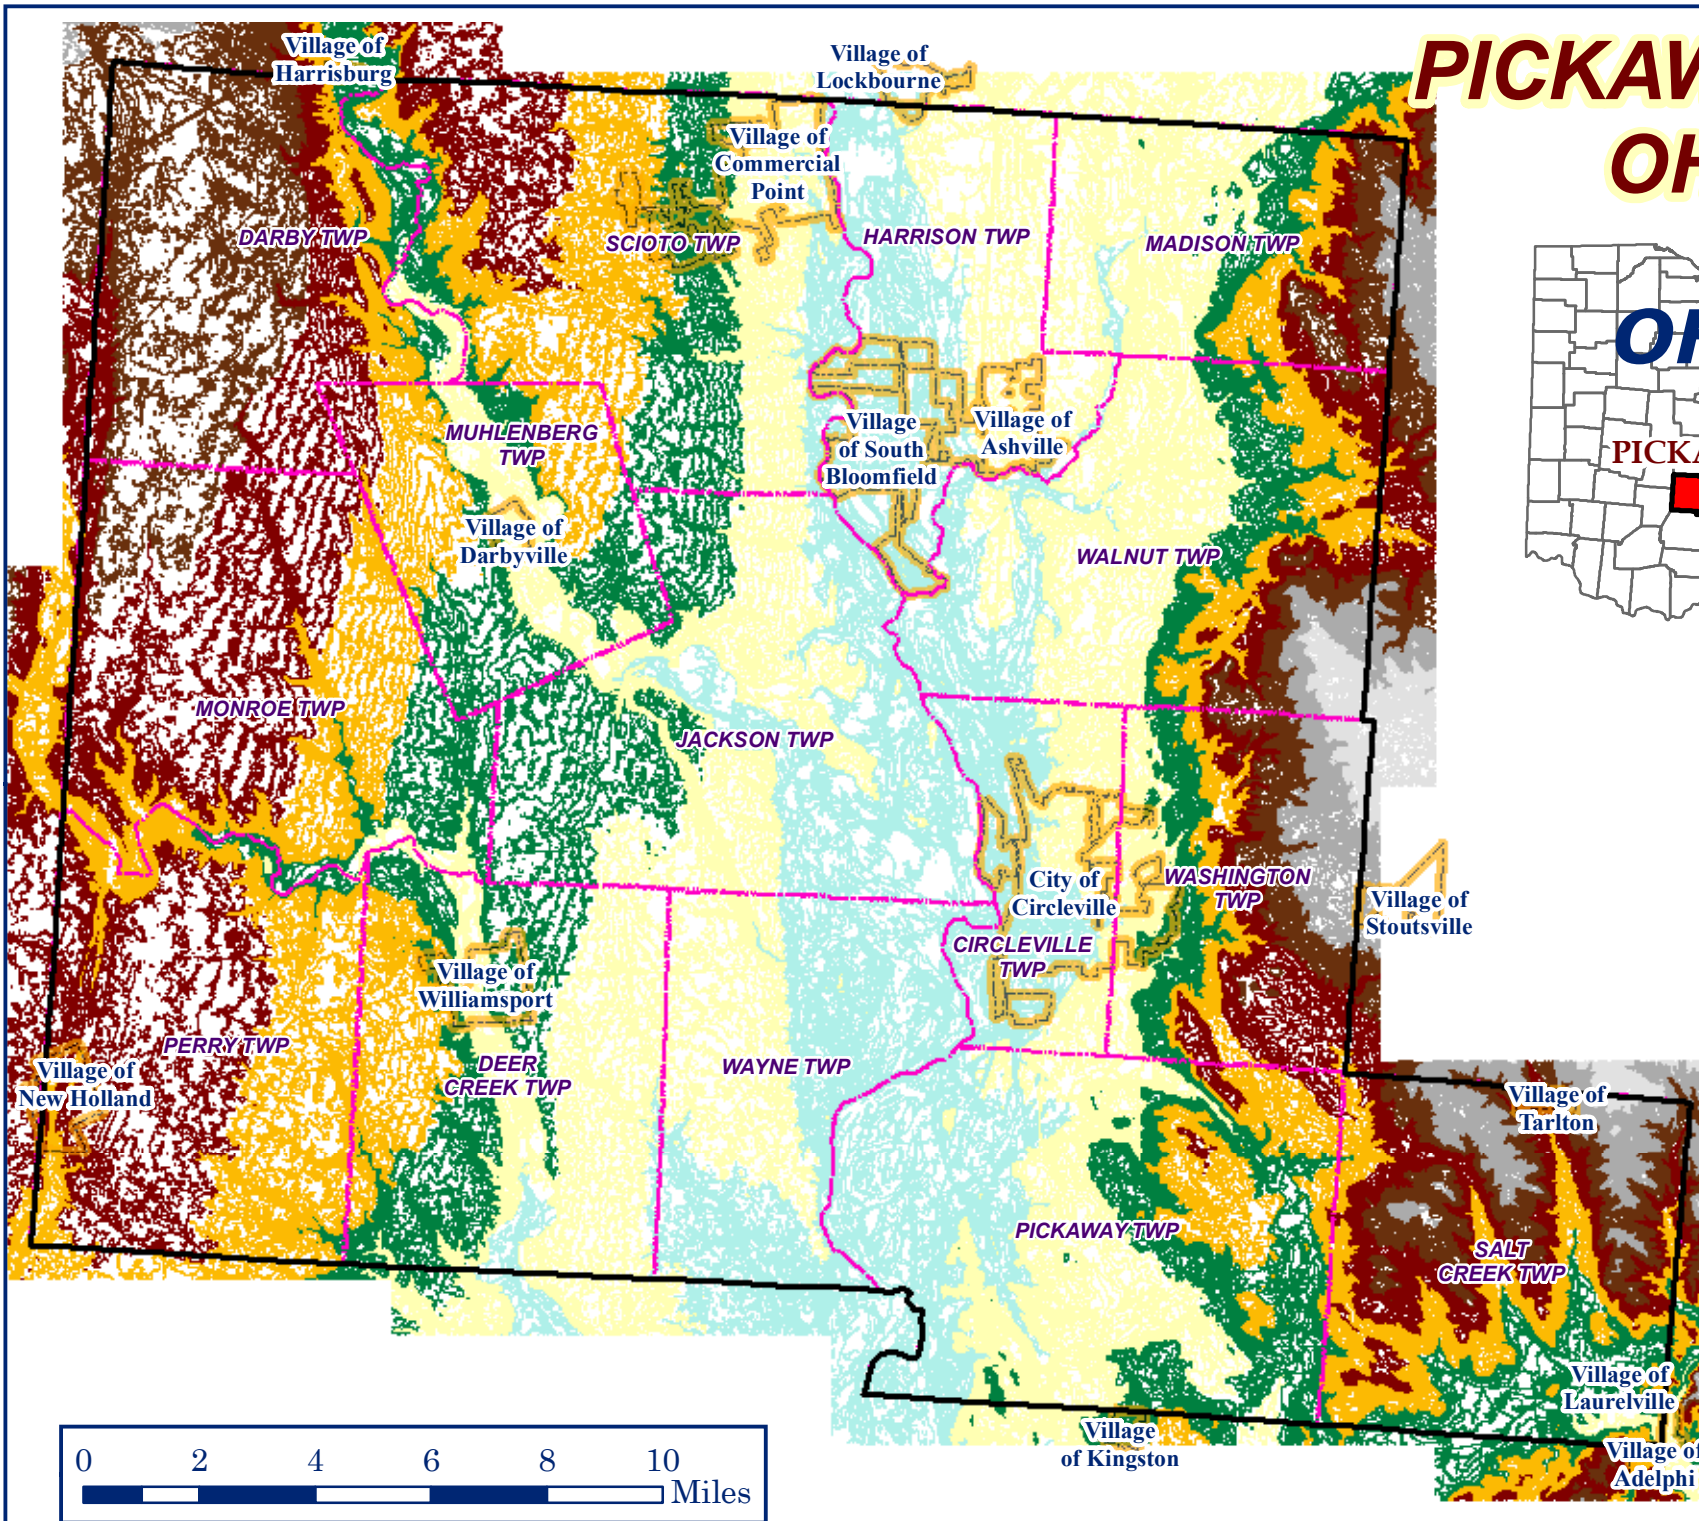 PICKAW
OH
Village of
Harrisburg
Village of
Lockbourne
Village of
Commercial
Point
DARBY TWP
SCIOTO TWP
HARRISON TWP
MADISON TWP
OH
PICKA
MUHLENBERG
TWP
Village
of South
Bloomfield
Village of
Ashville
Village of
Darbyville
WALNUT TWP
MONROE TWP
JACKSON TWP
City of
Circleville
WASHINGTON
TWP
Village of
Stoutsville
CIRCLEVILLE
TWP
Village of
Williamsport
PERRY TWP
Village of
New Holland
DEER
CREEK TWP
WAYNE TWP
Village of
Tarlton
PICKAWAY TWP
SALT
CREEK TWP
Village of
Laurelville
Village
of Kingston
Village of
Adelphi
0 2 4 6 8 10
Miles